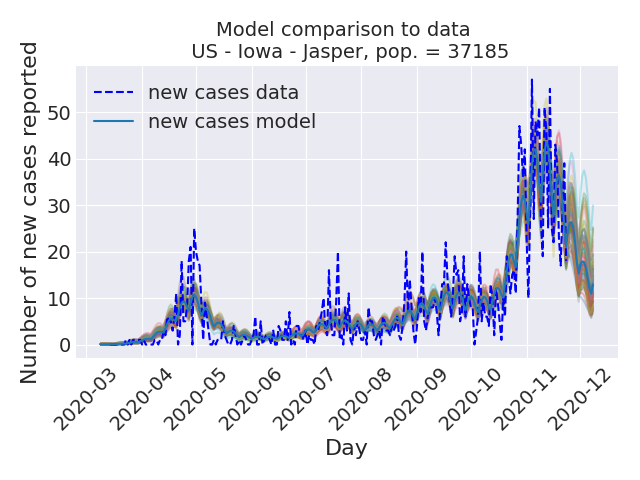 Model comparison to data
US - Iowa - Jasper, pop. = 37185
Number of new cases reported
50
40
30
20
10
0
new cases data
new cases model
2020-03
2020-04
2020-05
2020-06
2020-07
2020-08
2020-09
2020-10
2020-11
2020-12
Day